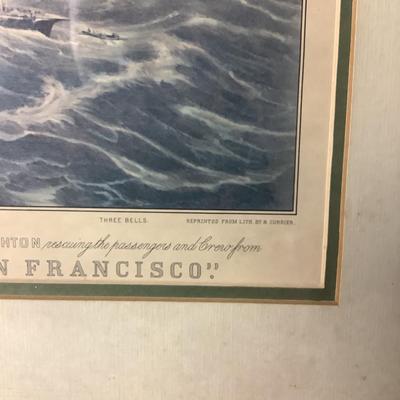 THREE BELLS. REPRINTED FROM LITH. BY N. CURRIER.
HTON rescuing the passengers and Crew from
N FRANCISCO".